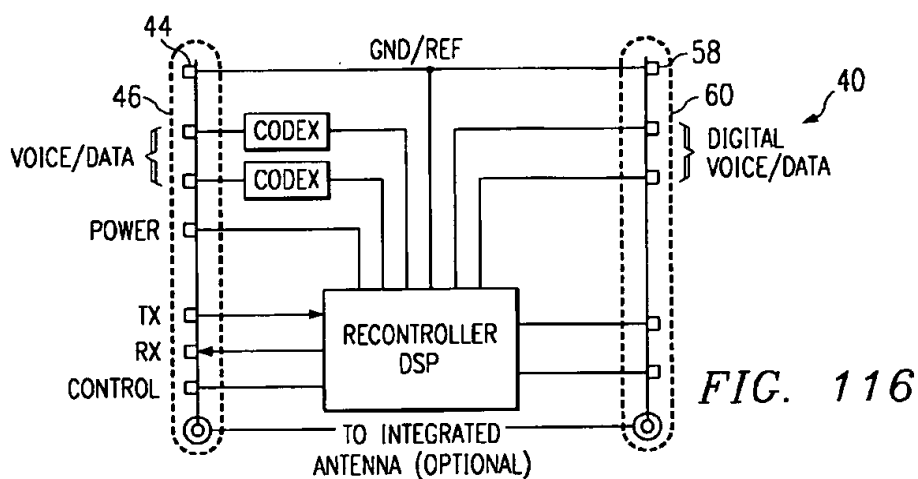 44
GND/REF
58
46
60
40
CODEX
VOICE/DATA
CODEX
DIGITAL
VOICE/DATA
POWER
TX
RX
CONTROL
RECONTROLLER
DSP
FIG. 116
TO INTEGRATED
ANTENNA (OPTIONAL)